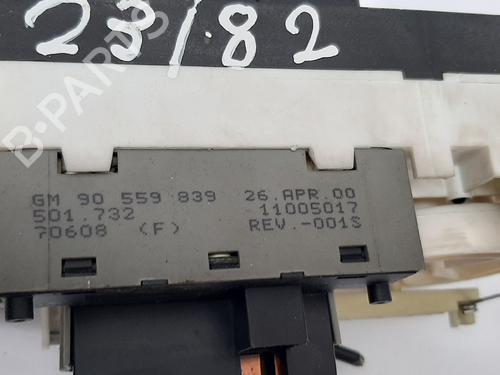 23/82
B-PARTS
GM 90 559 839 26.APR.00
501.732 11005017
70608 (F) REV.-001S